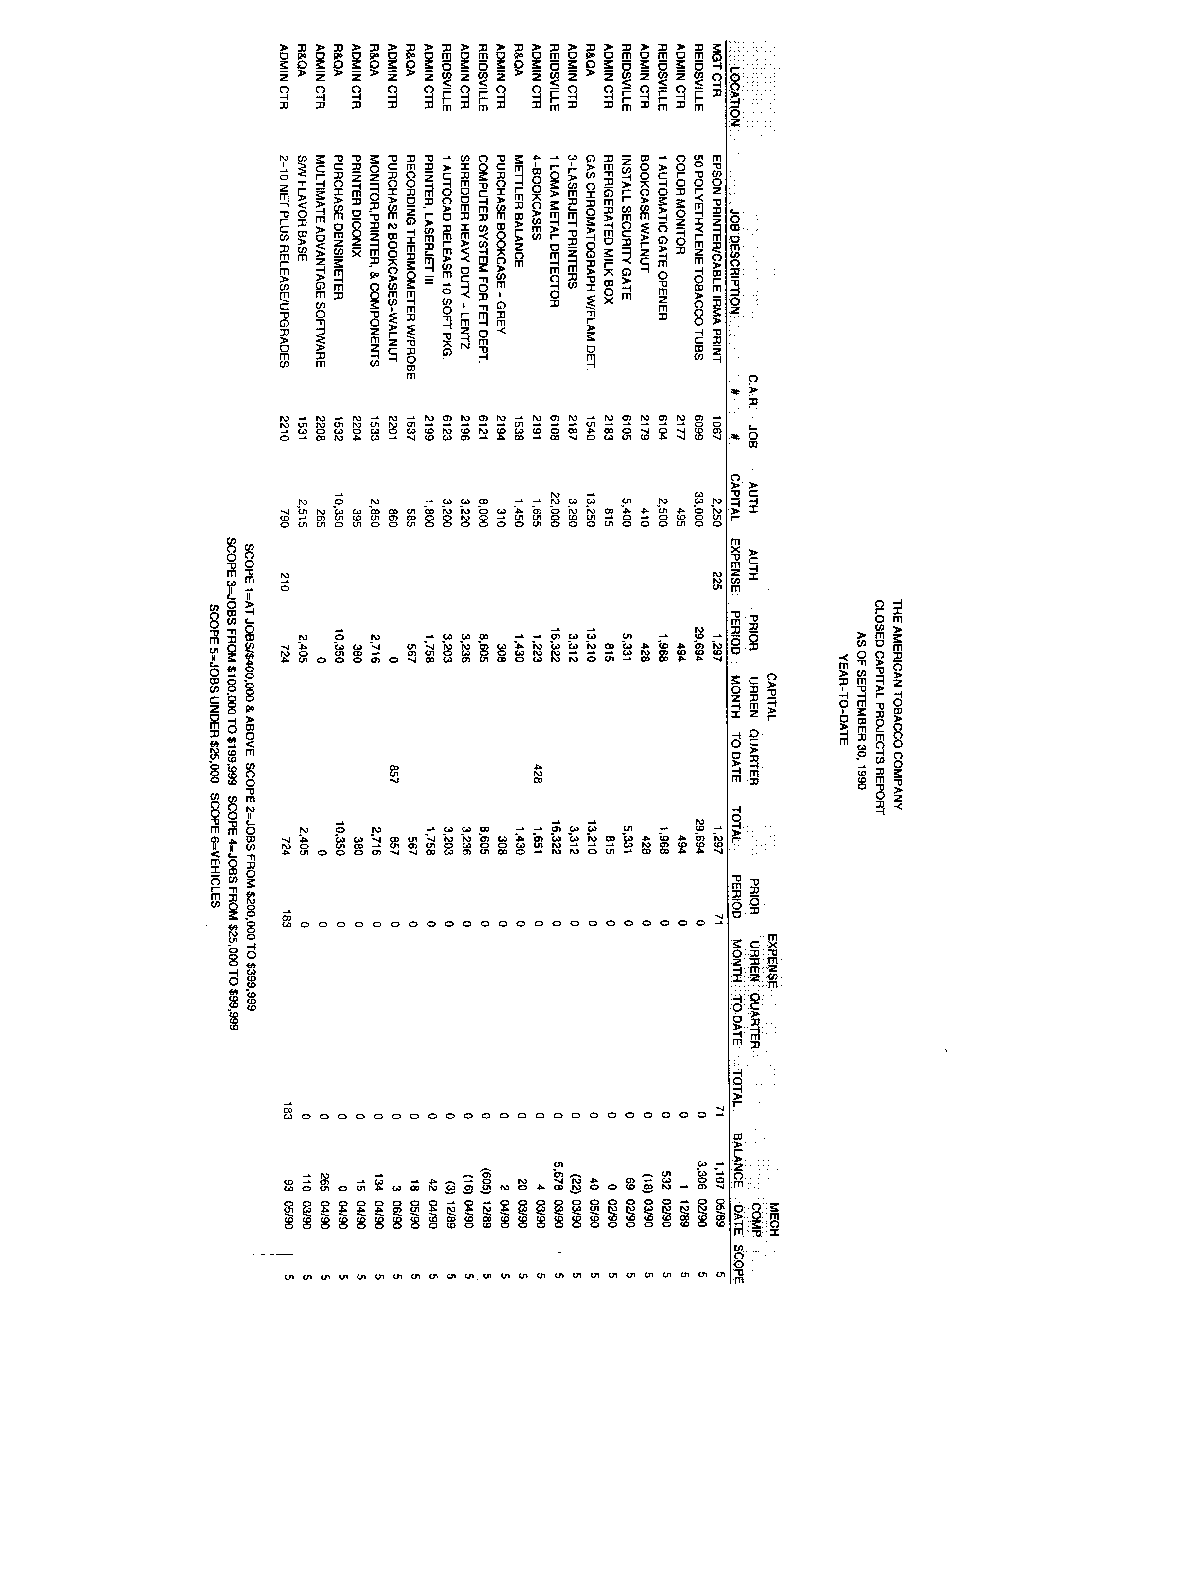 THE AMERICAN TOBACCO COMPANY
CLOSED CAPITAL PROJECTS REPORT
AS OF SEPTEMBER 30, 1990
YEAR-TO-DATE
CAPITAL EXPENSE MECH
C.A.R. JOB AUTH AUTH PRIOR URREN QUARTER PRIOR URREN QUARTER COMP
LOCATION JOB DESCRIPTION # # CAPITAL EXPENSE PERIOD MONTH TO DATE TOTAL PERIOD MONTH TO-DATE TOTAL BALANCE DATE SCOPE
MGT CTR EPSON PRINTER/CABLE IRMA PRINT 1067 2,250 225 1,297 1,297 71 71 1,107 06/89 5
REIDSVILLE 50 POLYETHYLENE TOBACCO TUBS 6099 33,000 29,694 29,694 0 0 3,306 02/90 5
ADMIN CTR COLOR MONITOR 2177 495 494 494 0 0 1 12/89 5
REIDSVILLE 1 AUTOMATIC GATE OPENER 6104 2,500 1,968 1,968 0 0 532 02/90 5
ADMIN CTR BOOKCASE WALNUT 2179 410 428 428 0 0 (18) 03/90 5
REIDSVILLE INSTALL SECURITY GATE 6105 5,400 5,331 5,331 0 0 69 02/90 5
ADMIN CTR REFRIGERATED MILK BOX 2183 815 815 815 0 0 0 02/90 5
R&QA GAS CHROMATOGRAPH W/FLAM DET. 1540 13,250 13,210 13,210 0 0 40 05/90 5
ADMIN CTR 3-LASERJET PRINTERS 2187 3,290 3,312 3,312 0 0 (22) 03/90 5
REIDSVILLE 1 LOMA METAL DETECTOR 6108 22,000 16,322 16,322 0 0 5,678 03/90 5
ADMIN CTR 4-BOOKCASES 2191 1,655 1,223 428 1,651 0 0 4 03/90 5
R&QA METTLER BALANCE 1538 1,450 1,430 1,430 0 0 20 03/90 5
ADMIN CTR PURCHASE BOOKCASE - GREY 2194 310 308 308 0 0 2 04/90 5
REIDSVILLE COMPUTER SYSTEM FOR FET DEPT. 6121 8,000 8,605 8,605 0 0 (605) 12/89 5
ADMIN CTR SHREDDER HEAVY DUTY - LENTZ 2196 3,220 3,236 3,236 0 0 (16) 04/90 5
REIDSVILLE 1 AUTOCAD RELEASE 10 SOFT PKG. 6123 3,200 3,203 3,203 0 0 (3) 12/89 5
ADMIN CTR PRINTER, LASERJET III 2199 1,800 1,758 1,758 0 0 42 04/90 5
R&QA RECORDING THERMOMETER W/PROBE 1537 585 567 567 0 0 18 05/90 5
ADMIN CTR PURCHASE 2 BOOKCASES-WALNUT 2201 860 0 857 857 0 0 3 06/90 5
R&QA MONITOR,PRINTER, & COMPONENTS 1533 2,850 2,716 2,716 0 0 134 04/90 5
ADMIN CTR PRINTER DICONIX 2204 395 380 380 0 0 15 04/90 5
R&QA PURCHASE DENSIMETER 1532 10,350 10,350 10,350 0 0 0 04/90 5
ADMIN CTR MULTIMATE ADVANTAGE SOFTWARE 2208 265 0 0 0 0 265 04/90 5
R&QA S/W FLAVOR BASE 1531 2,515 2,405 2,405 0 0 110 03/90 5
ADMIN CTR 2-10 NET PLUS RELEASE/UPGRADES 2210 790 210 724 724 183 183 93 05/90 5
SCOPE 1=AT JOBS/$400,000 & ABOVE SCOPE 2=JOBS FROM $200,000 TO $399,999
SCOPE 3=JOBS FROM $100,000 TO $199,999 SCOPE 4=JOBS FROM $25,000 TO $99,999
SCOPE 5=JOBS UNDER $25,000 SCOPE 6=VEHICLES